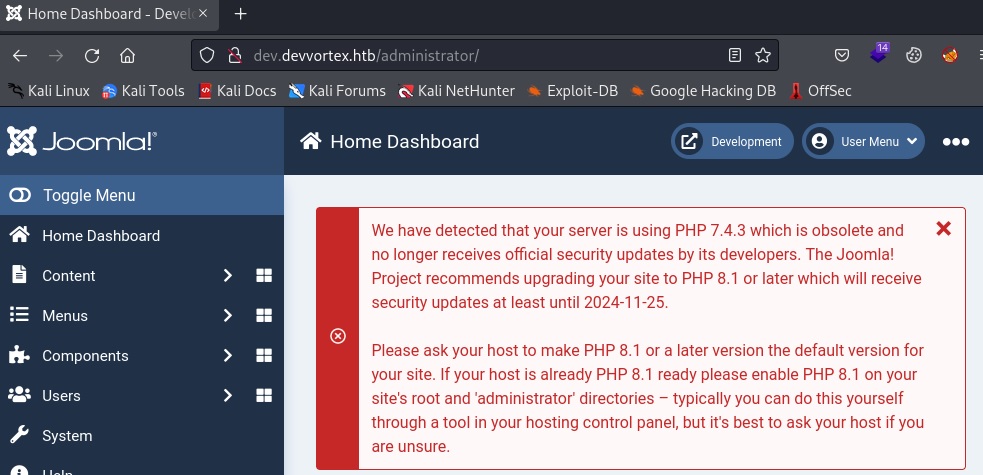 Home Dashboard - Devel
dev.devvortex.htb/administrator/
14
Kali Linux Kali Tools Kali Docs Kali Forums Kali NetHunter Exploit-DB Google Hacking DB OffSec
Joomla!®
Home Dashboard
Development
User Menu
Toggle Menu
Home Dashboard
Content
Menus
Components
Users
System
Help
We have detected that your server is using PHP 7.4.3 which is obsolete and
no longer receives official security updates by its developers. The Joomla!
Project recommends upgrading your site to PHP 8.1 or later which will receive
security updates at least until 2024-11-25.
Please ask your host to make PHP 8.1 or a later version the default version for
your site. If your host is already PHP 8.1 ready please enable PHP 8.1 on your
site's root and 'administrator' directories – typically you can do this yourself
through a tool in your hosting control panel, but it's best to ask your host if you
are unsure.